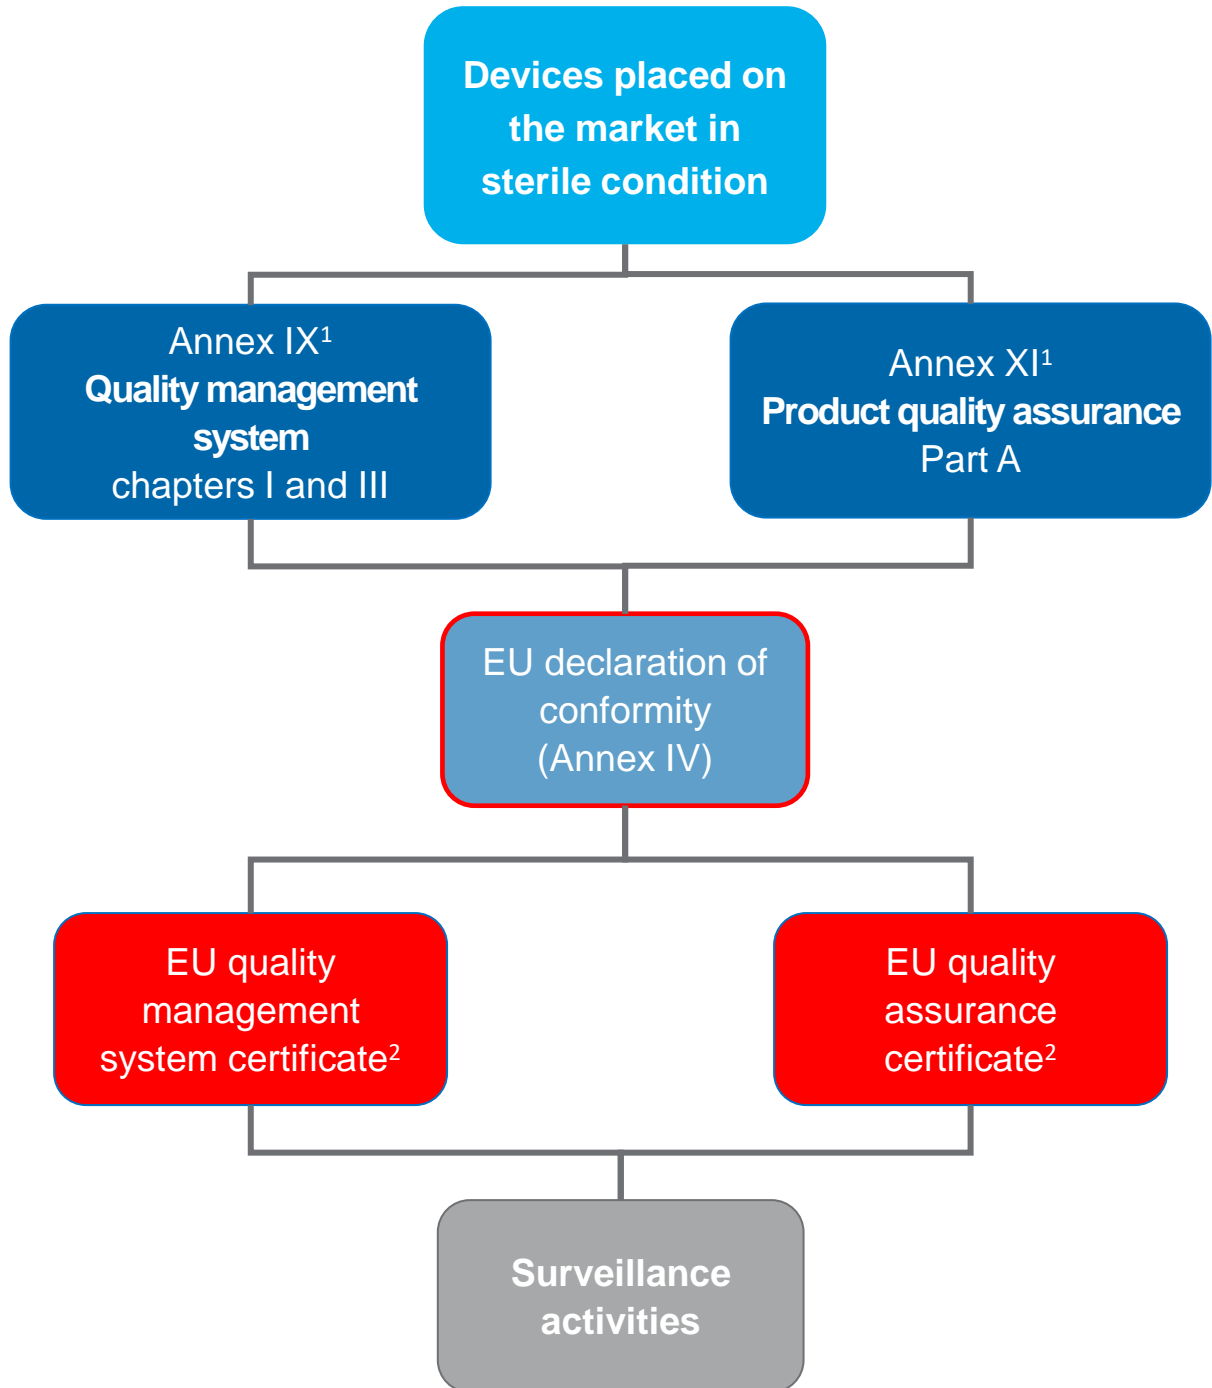 Devices placed on
the market in
sterile condition
Annex IX¹
Quality management
system
chapters I and III
Annex XI¹
Product quality assurance
Part A
EU declaration of
conformity
(Annex IV)
EU quality
management
system certificate²
EU quality
assurance
certificate²
Surveillance
activities